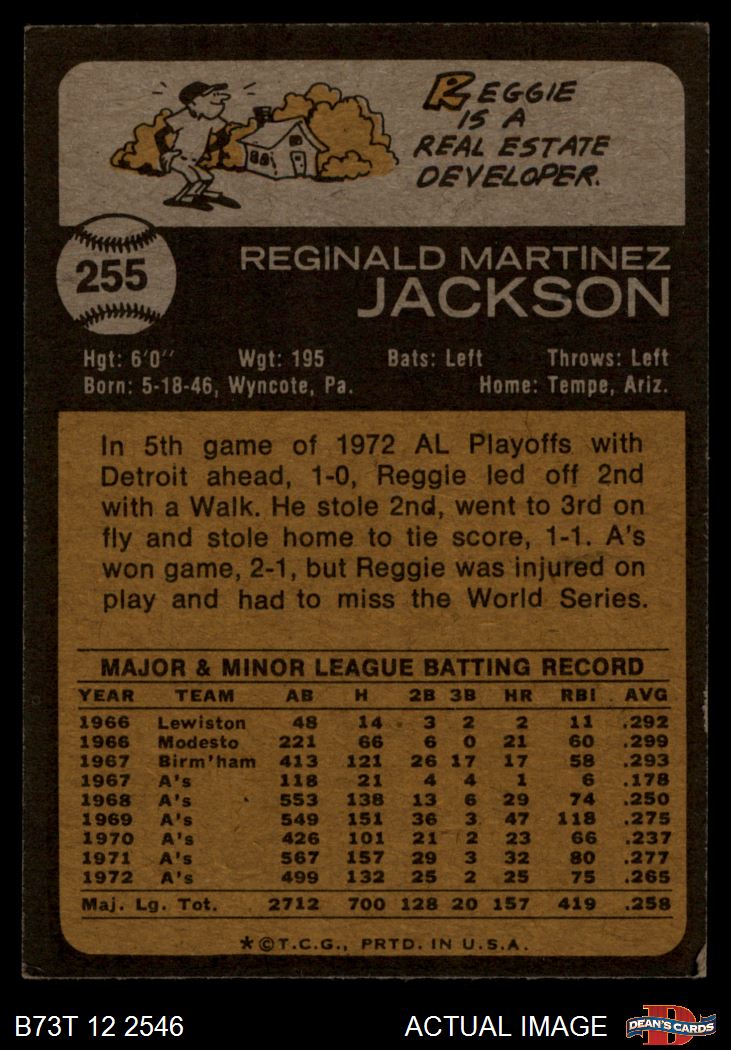 REGGIE
IS A
REAL ESTATE
DEVELOPER.
255
REGINALD MARTINEZ
JACKSON
Hgt: 6'0" Wgt: 195 Bats: Left Throws: Left
Born: 5-18-46, Wyncote, Pa. Home: Tempe, Ariz.
In 5th game of 1972 AL Playoffs with
Detroit ahead, 1-0, Reggie led off 2nd
with a Walk. He stole 2nd, went to 3rd on
fly and stole home to tie score, 1-1. A's
won game, 2-1, but Reggie was injured on
play and had to miss the World Series.
MAJOR & MINOR LEAGUE BATTING RECORD
YEAR TEAM AB H 2B 3B HR RBI AVG
1966 Lewiston 48 14 3 2 2 11 .292
1966 Modesto 221 66 6 0 21 60 .299
1967 Birm'ham 413 121 26 17 17 58 .293
1967 A's 118 21 4 4 1 6 .178
1968 A's 553 138 13 6 29 74 .250
1969 A's 549 151 36 3 47 118 .275
1970 A's 426 101 21 2 23 66 .237
1971 A's 567 157 29 3 32 80 .277
1972 A's 499 132 25 2 25 75 .265
Maj. Lg. Tot. 2712 700 128 20 157 419 .258
*©T.C.G., PRTD. IN U.S.A.
B73T 12 2546 ACTUAL IMAGE D DEAN'S CARDS